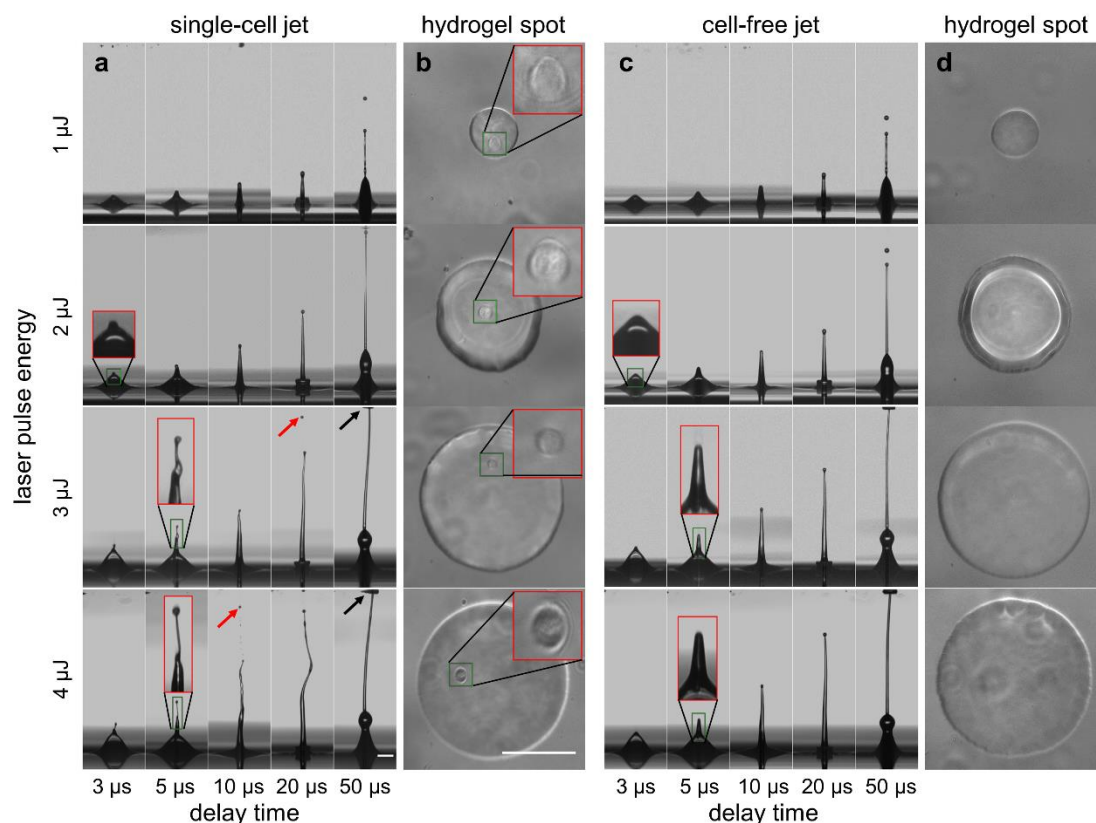 single-cell jet
hydrogel spot
cell-free jet
hydrogel spot
a
b
c
d
1 µJ
2 µJ
3 µJ
4 µJ
laser pulse energy
3 µs 5 µs 10 µs 20 µs 50 µs
delay time
3 µs 5 µs 10 µs 20 µs 50 µs
delay time